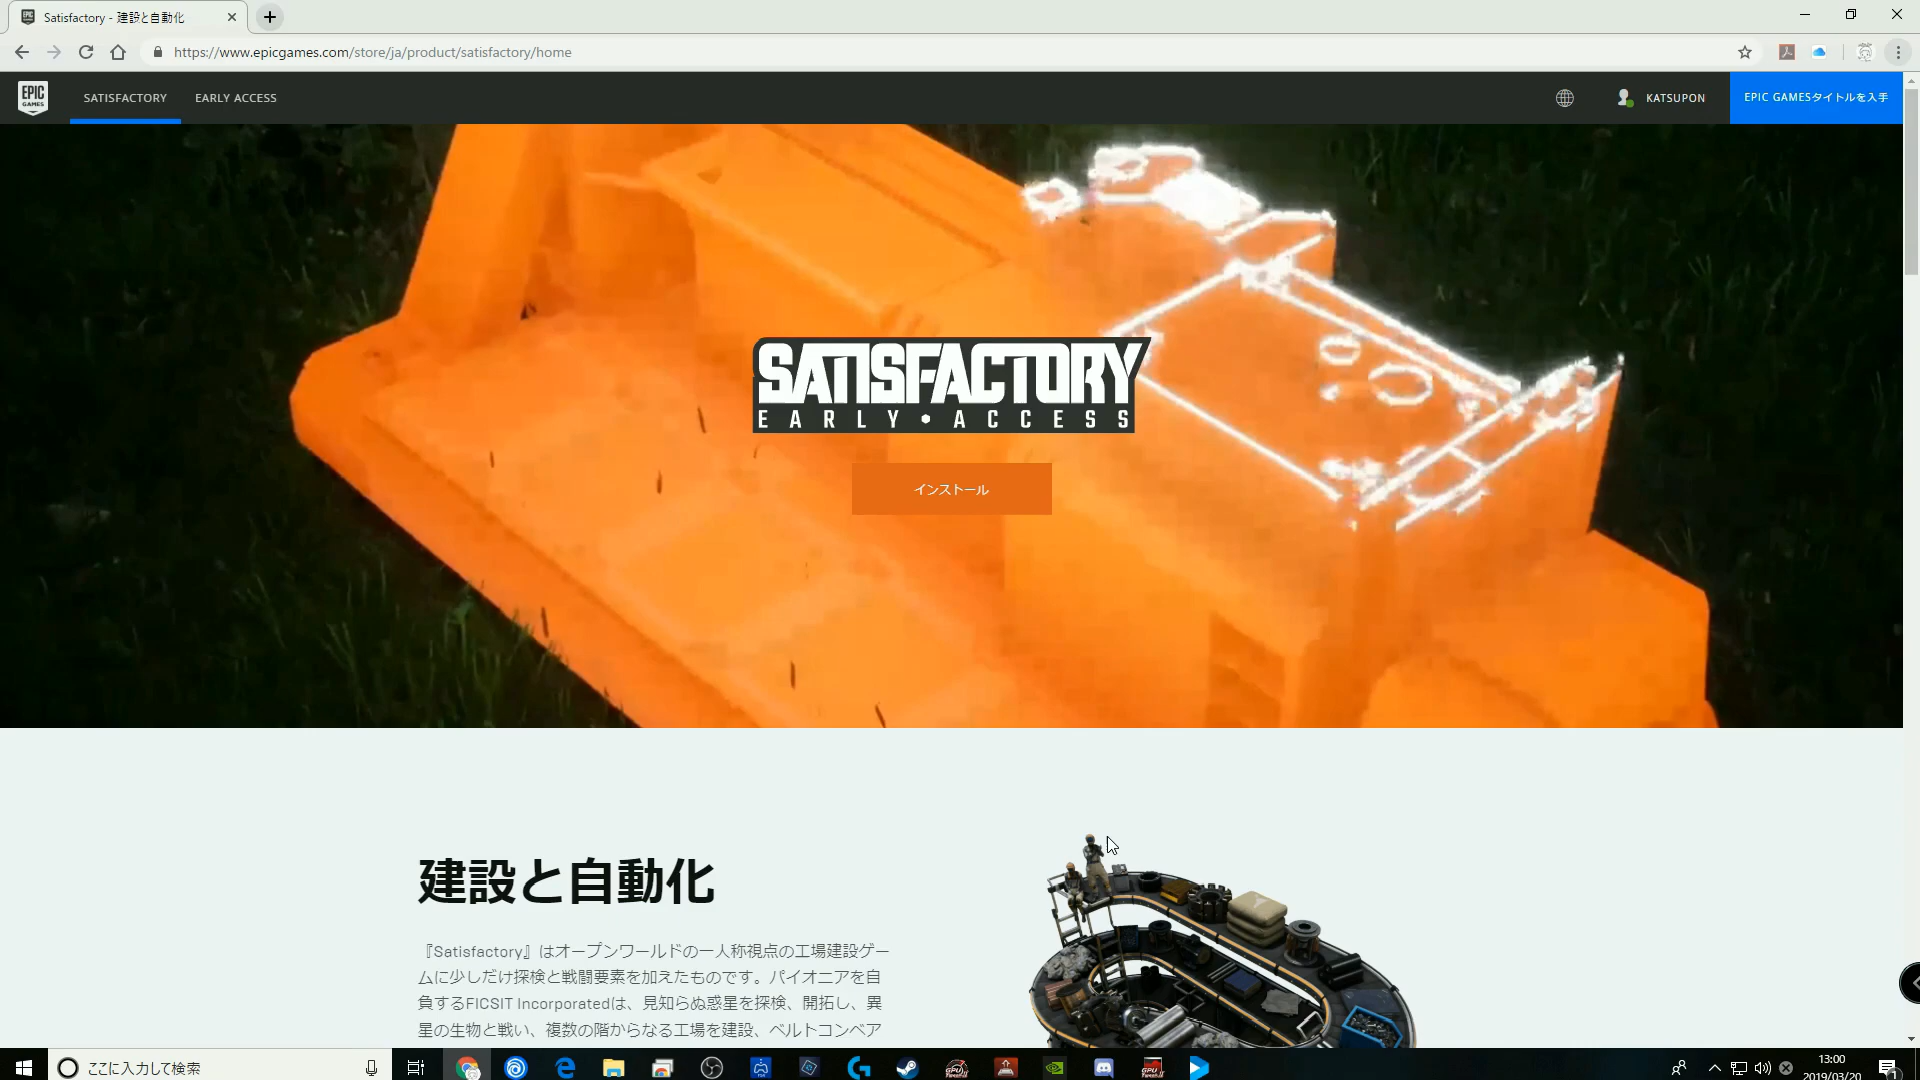 Satisfactory - 建設と自動化
https://www.epicgames.com/store/ja/product/satisfactory/home
EPIC GAMES
SATISFACTORY
EARLY ACCESS
KATSUPON
EPIC GAMESタイトルを入手
SATISFACTORY
EARLY•ACCESS
インストール
建設と自動化
『Satisfactory』はオープンワールドの一人称視点の工場建設ゲー
ムに少しだけ探検と戦闘要素を加えたものです。パイオニアを自
負するFICSIT Incorporatedは、見知らぬ惑星を探検、開拓し、異
星の生物と戦い、複数の階からなる工場を建設、ベルトコンベア
ここに入力して検索
13:00
2019/03/20
1